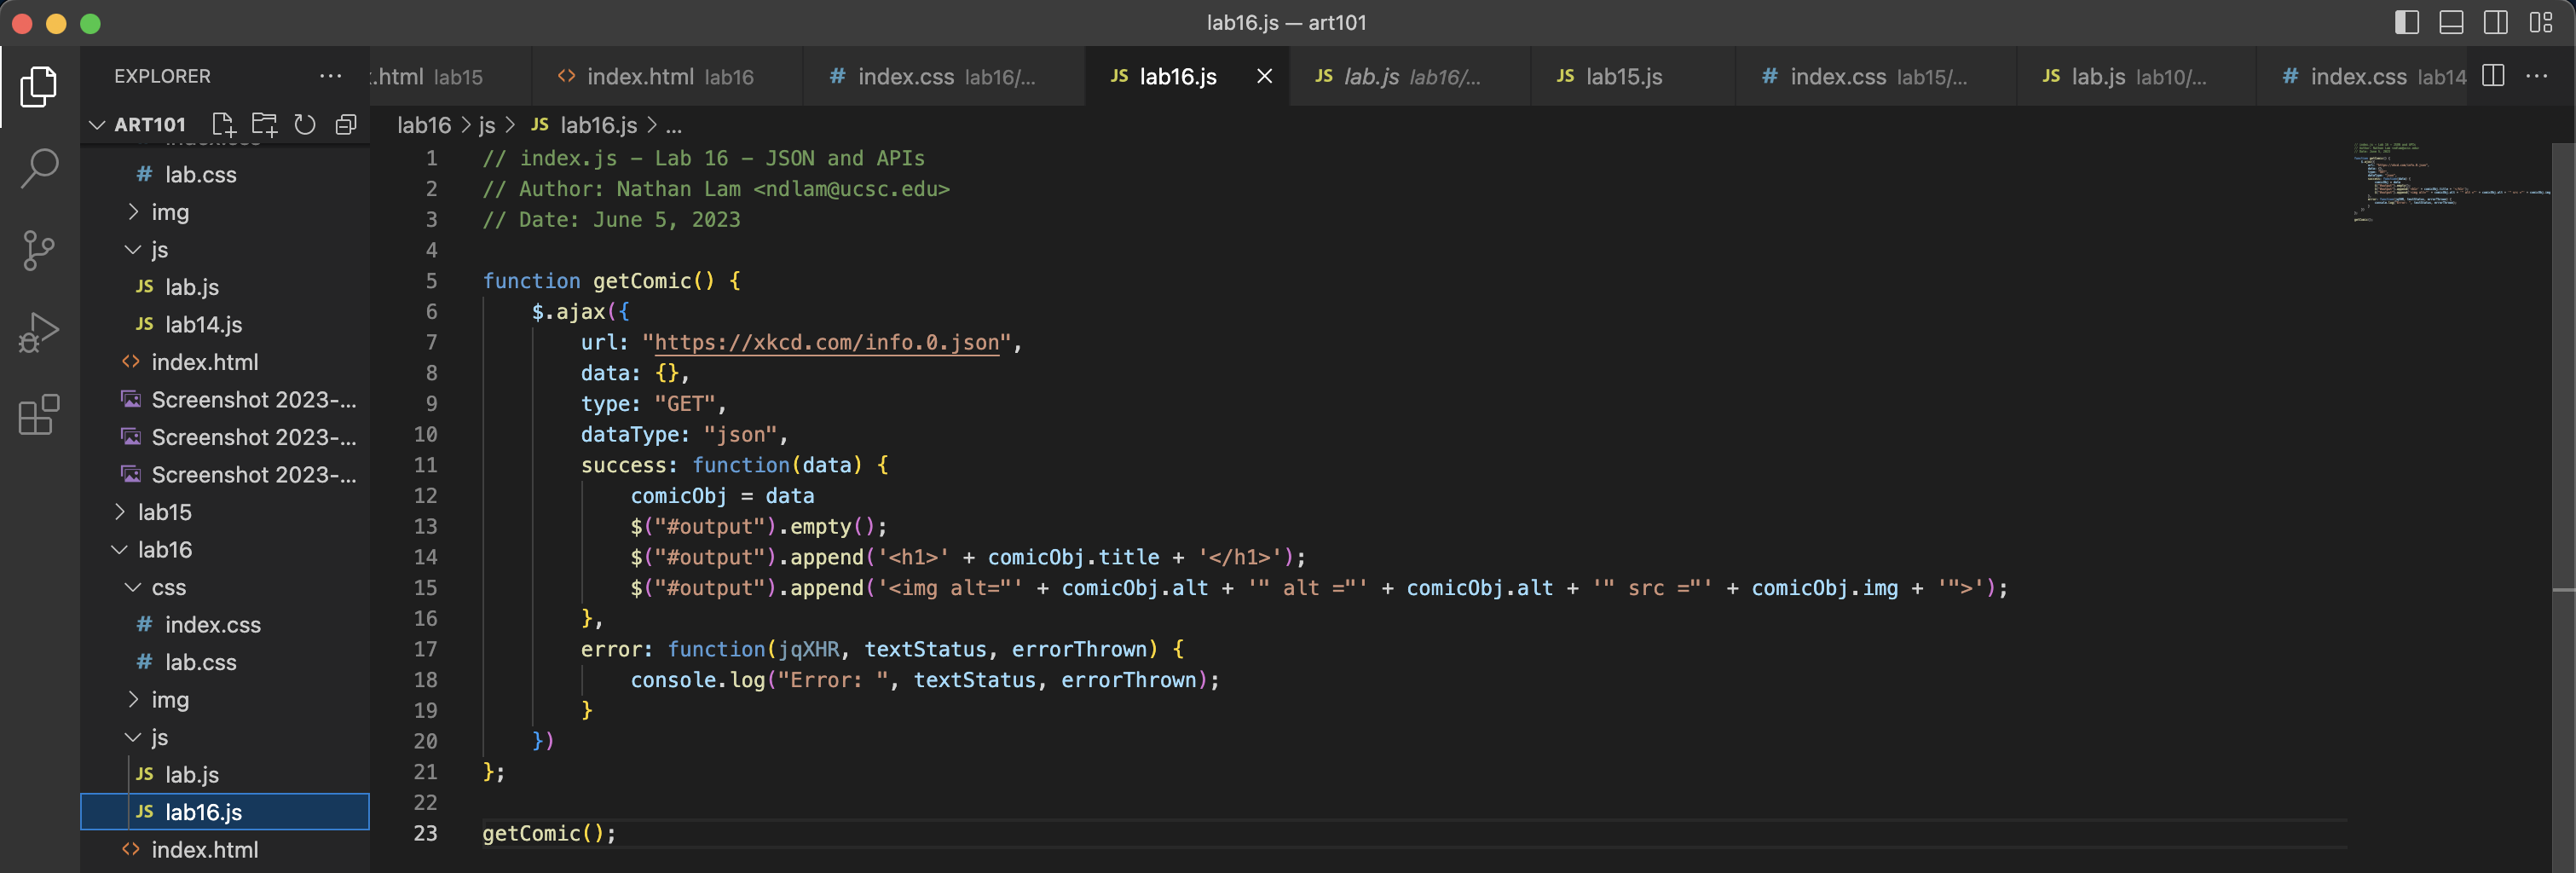 lab16.js — art101
EXPLORER
.html lab15
index.html lab16
# index.css lab16/...
JS lab16.js
JS lab.js lab16/...
JS lab15.js
# index.css lab15/...
JS lab.js lab10/...
# index.css lab14
ART101
lab16 > js > JS lab16.js > ...
# lab.css
img
js
JS lab.js
JS lab14.js
<> index.html
Screenshot 2023-...
Screenshot 2023-...
Screenshot 2023-...
lab15
lab16
css
# index.css
# lab.css
img
js
JS lab.js
JS lab16.js
<> index.html
1 // index.js - Lab 16 - JSON and APIs
2 // Author: Nathan Lam <ndlam@ucsc.edu>
3 // Date: June 5, 2023
4
5 function getComic() {
6 $.ajax({
7 url: "https://xkcd.com/info.0.json",
8 data: {},
9 type: "GET",
10 dataType: "json",
11 success: function(data) {
12 comicObj = data
13 $("#output").empty();
14 $("#output").append('<h1>' + comicObj.title + '</h1>');
15 $("#output").append('<img alt="' + comicObj.alt + '" alt ="' + comicObj.alt + '" src ="' + comicObj.img + '">');
16 },
17 error: function(jqXHR, textStatus, errorThrown) {
18 console.log("Error: ", textStatus, errorThrown);
19 }
20 })
21 };
22
23 getComic();